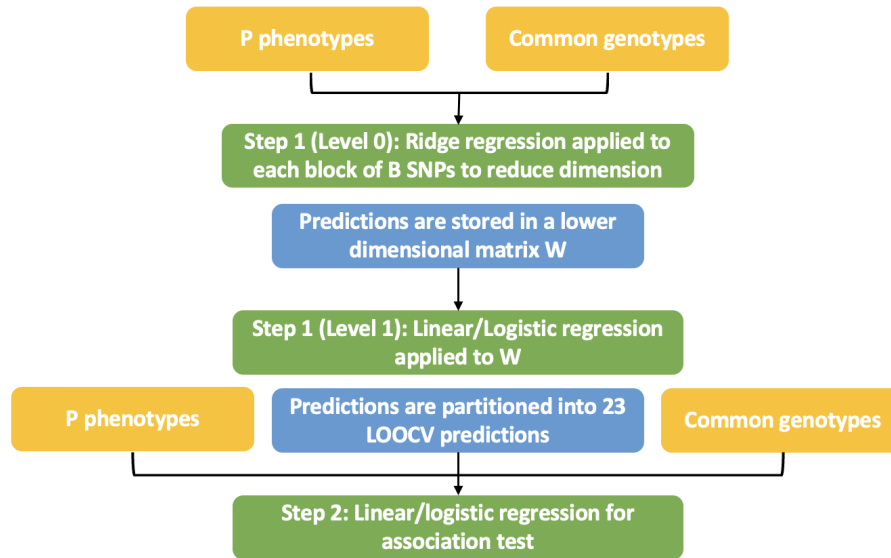 P phenotypes
Common genotypes
Step 1 (Level 0): Ridge regression applied to
each block of B SNPs to reduce dimension
Predictions are stored in a lower
dimensional matrix W
Step 1 (Level 1): Linear/Logistic regression
applied to W
P phenotypes
Predictions are partitioned into 23
LOOCV predictions
Common genotypes
Step 2: Linear/logistic regression for
association test